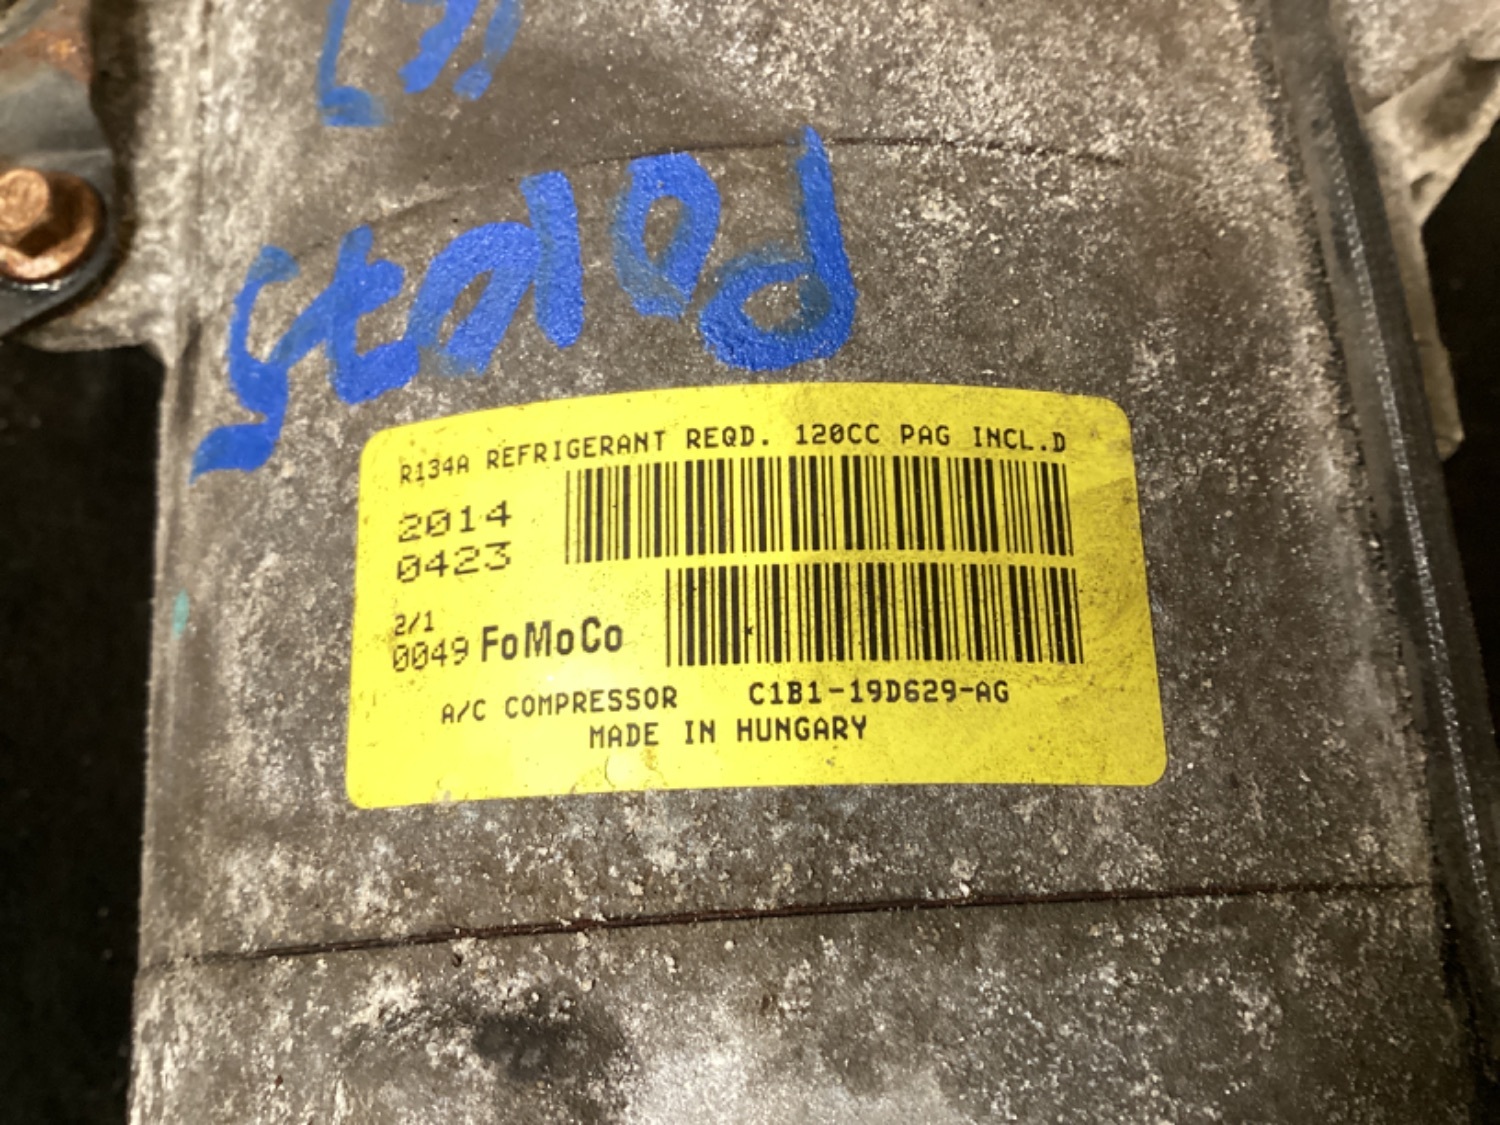 R134A REFRIGERANT REQD. 120CC PAG INCL.D
2014
0423
2/1
0049 FoMoCo
A/C COMPRESSOR C1B1-19D629-AG
MADE IN HUNGARY